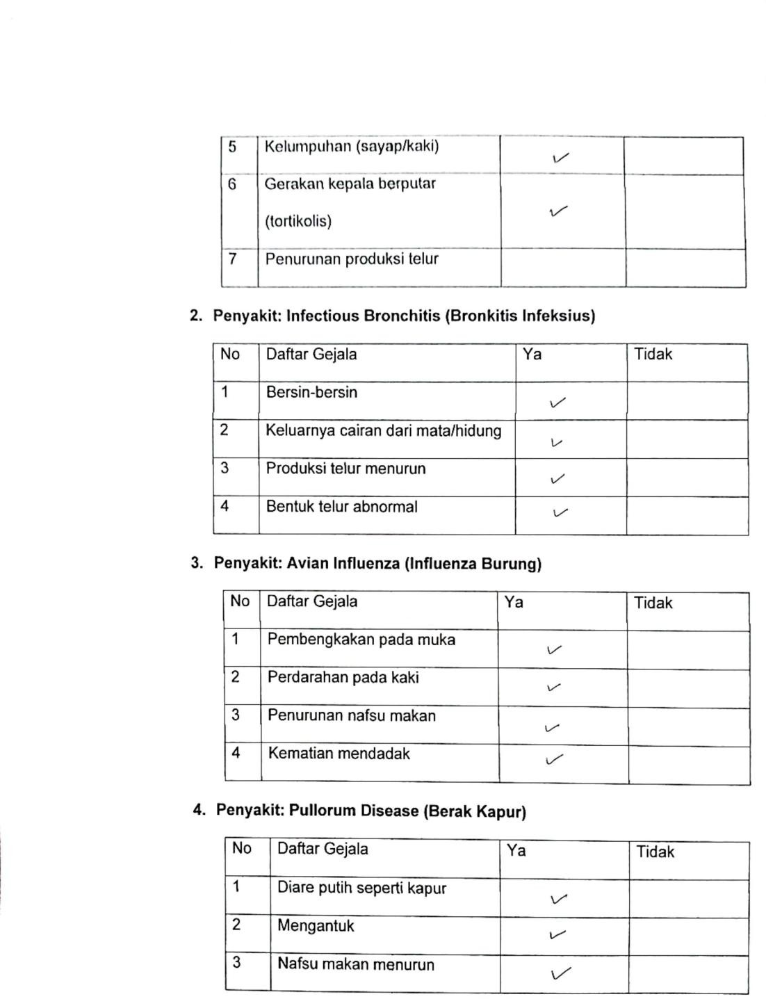 5 Kelumpuhan (sayap/kaki) ✓
6 Gerakan kepala berputar
(tortikolis) ✓
7 Penurunan produksi telur
2. Penyakit: Infectious Bronchitis (Bronkitis Infeksius)
No Daftar Gejala Ya Tidak
1 Bersin-bersin ✓
2 Keluarnya cairan dari mata/hidung ✓
3 Produksi telur menurun ✓
4 Bentuk telur abnormal ✓
3. Penyakit: Avian Influenza (Influenza Burung)
No Daftar Gejala Ya Tidak
1 Pembengkakan pada muka ✓
2 Perdarahan pada kaki ✓
3 Penurunan nafsu makan ✓
4 Kematian mendadak ✓
4. Penyakit: Pullorum Disease (Berak Kapur)
No Daftar Gejala Ya Tidak
1 Diare putih seperti kapur ✓
2 Mengantuk ✓
3 Nafsu makan menurun ✓